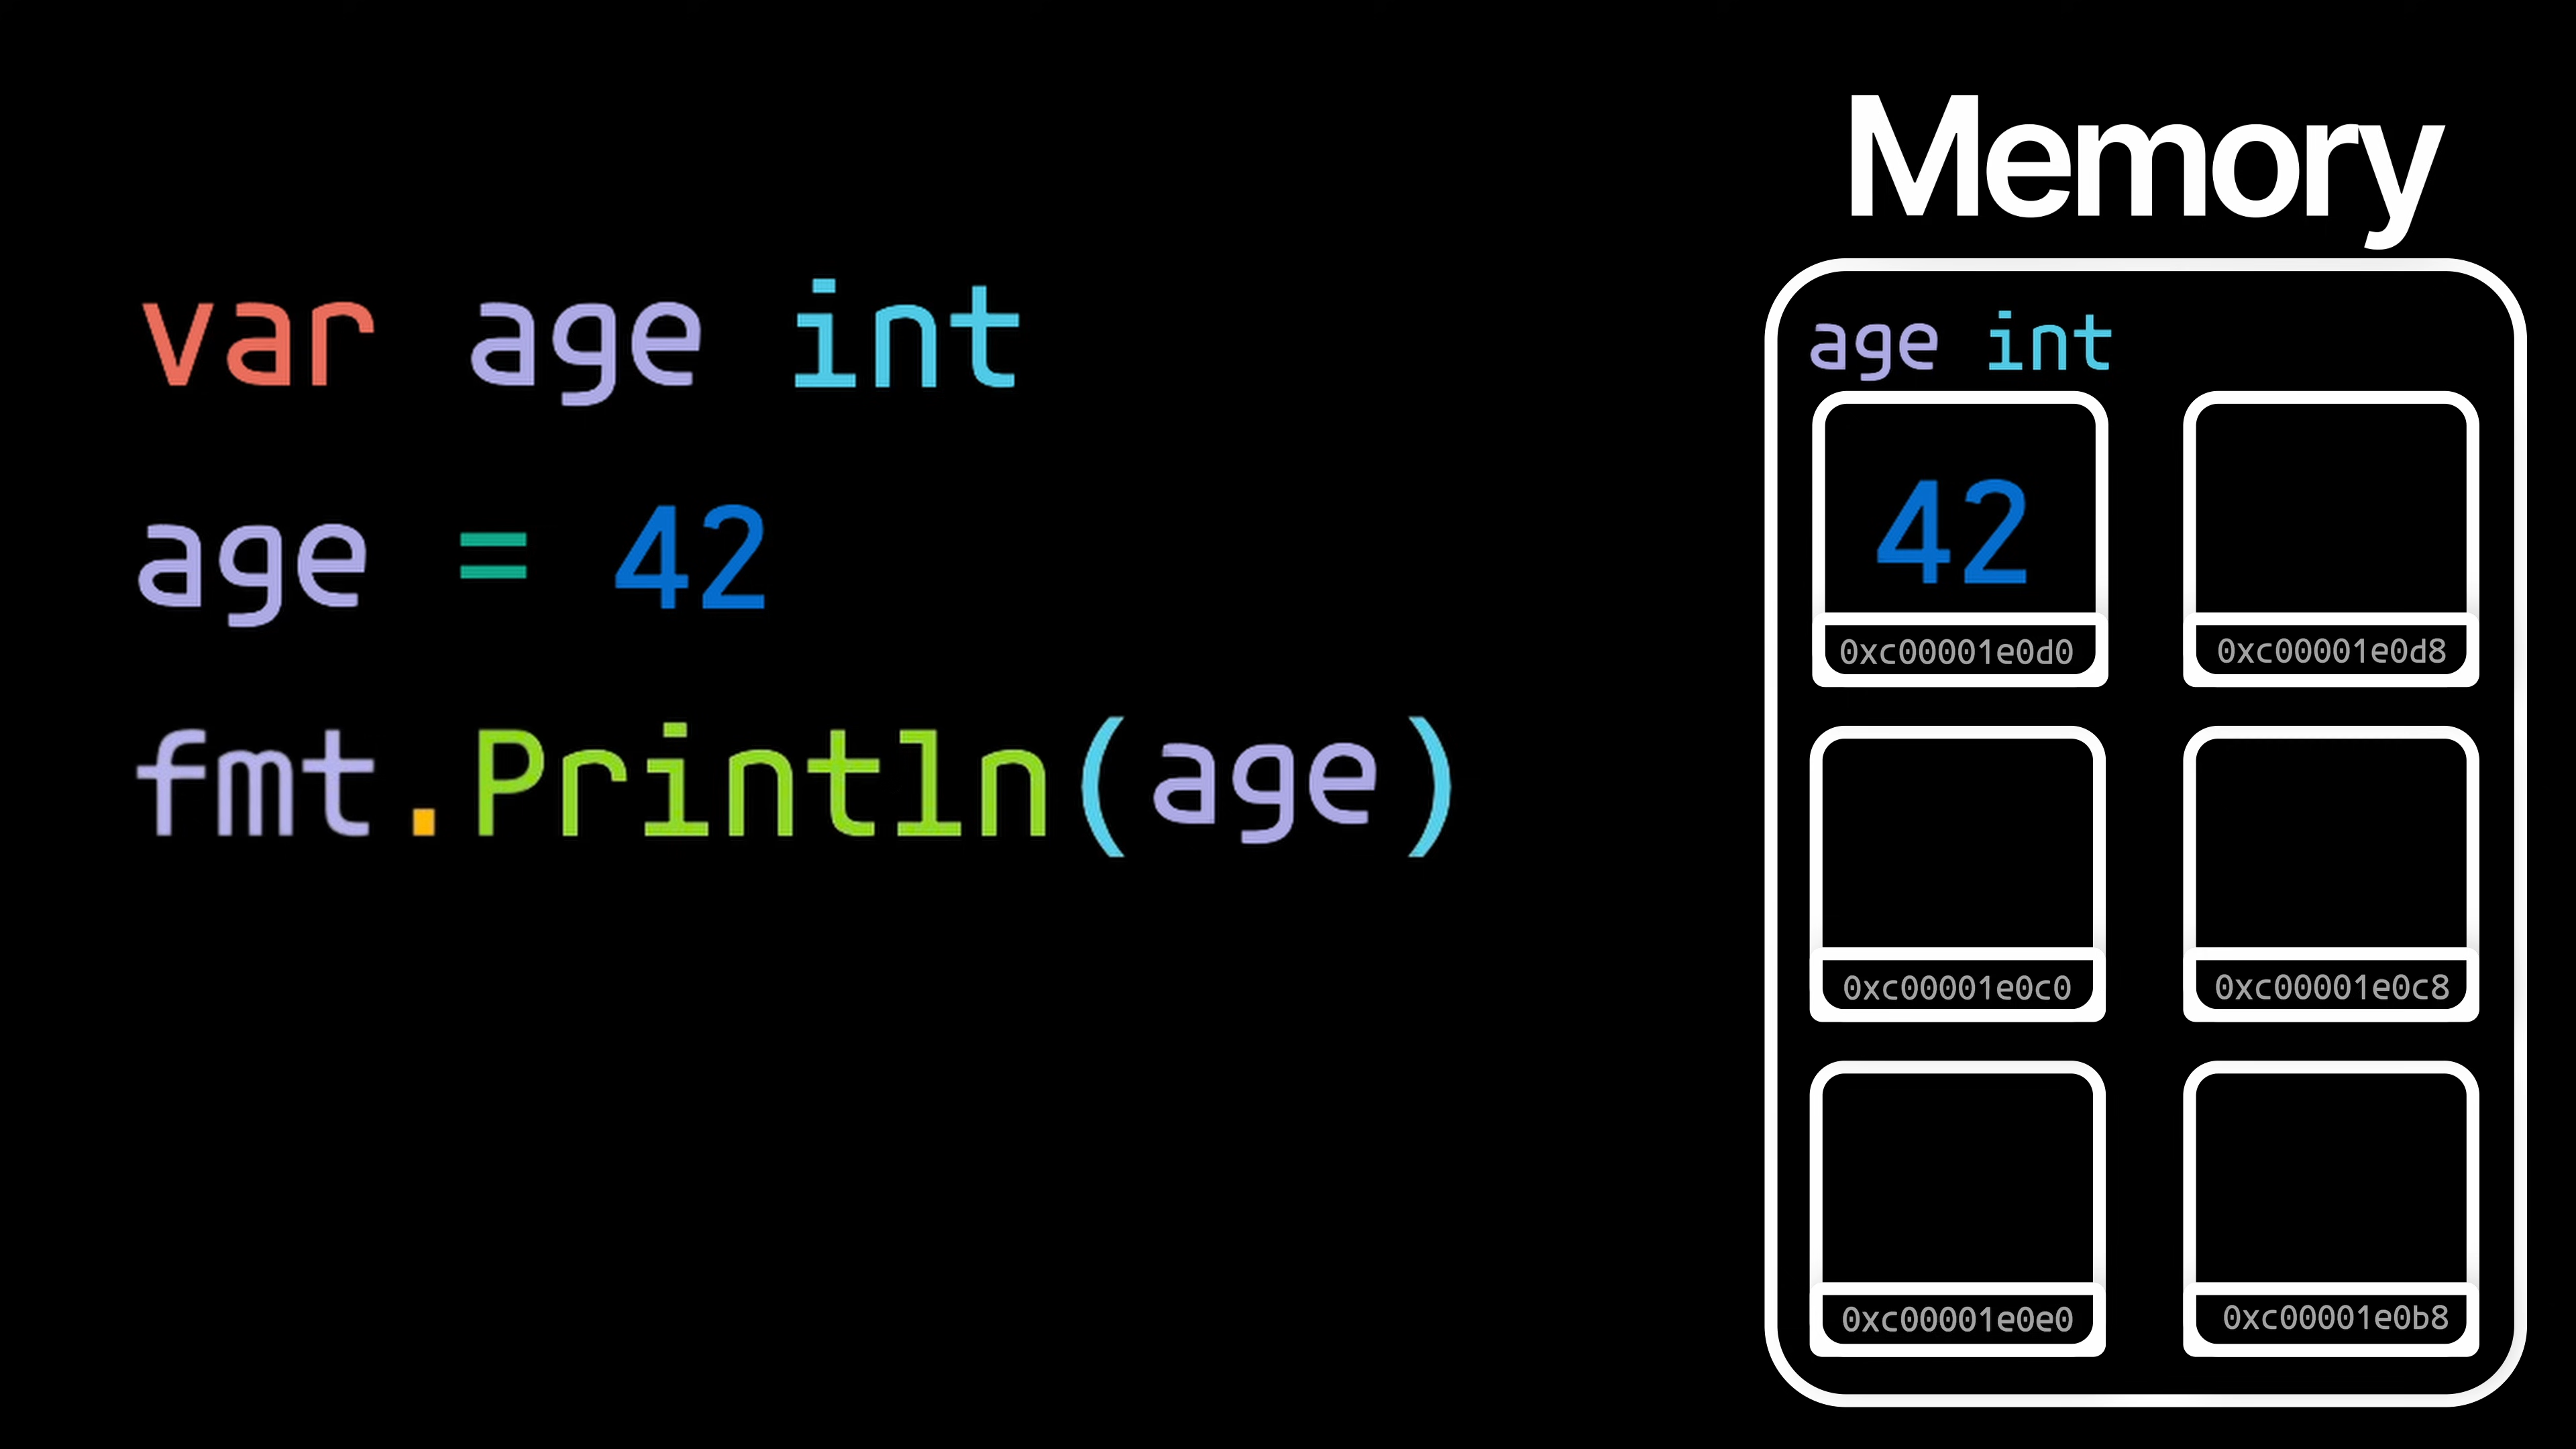 Memory
var age int
age = 42
fmt.Println(age)
age int
42
0xc00001e0d0 0xc00001e0d8
0xc00001e0c0 0xc00001e0c8
0xc00001e0e0 0xc00001e0b8